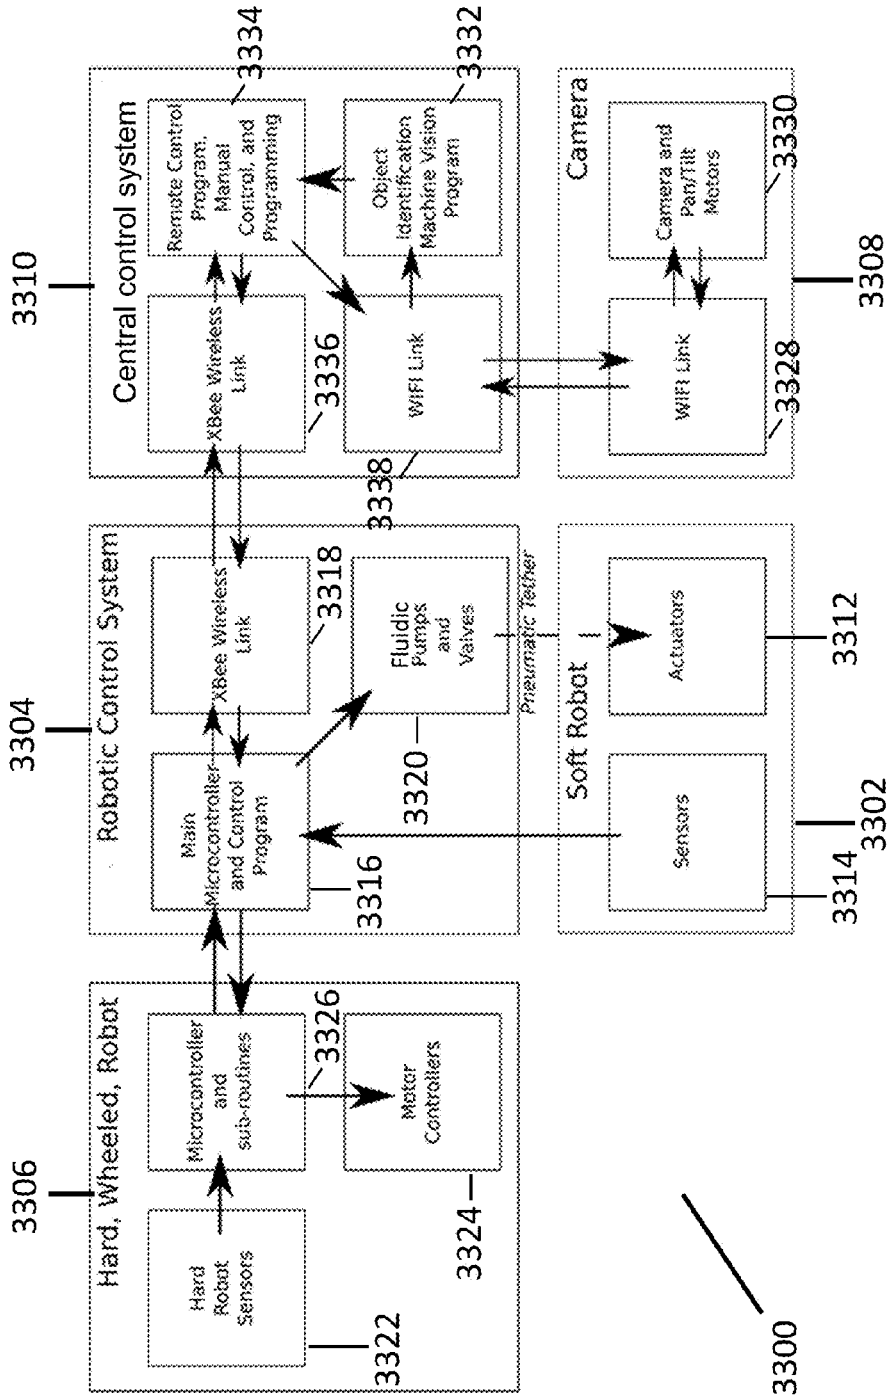 3306
3304
3310
Hard, Wheeled, Robot
Robotic Control System
Central control system
Hard
Robot
Sensors
Microcontroller
and
sub-routines
Main
Microcontroller
and Control
Program
XBee Wireless
Link
XBee Wireless
Link
Remote Control
Program,
Manual
Control, and
Programming
3334
3322
3326
3316
3318
3336
Motor
Controllers
Fluidic
Pumps
and
Valves
WIFI Link
Object
Identification
Machine Vision
Program
3324
3320
3338
3332
Pneumatic Tether
Soft Robot
Camera
Sensors
Actuators
WIFI Link
Camera and
Pan/Tilt
Motors
3300
3314
3302
3312
3328
3308
3330